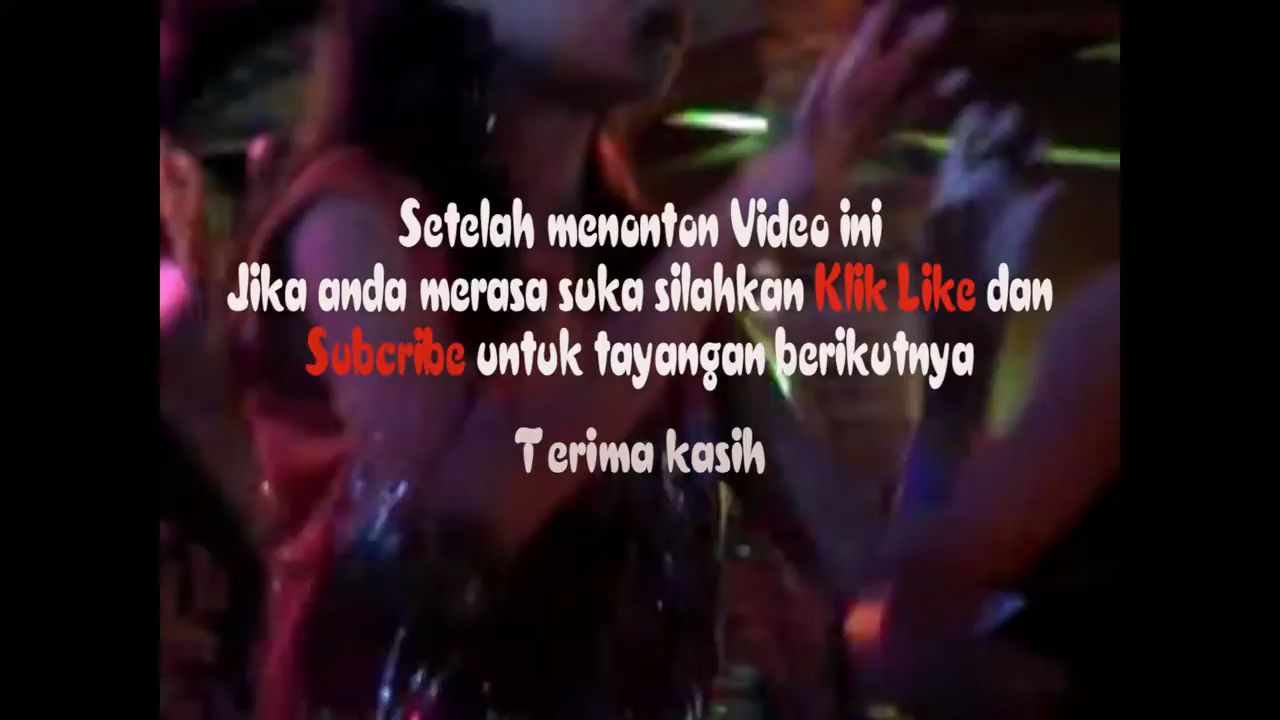 Setelah menonton Video ini
Jika anda merasa suka silahkan Klik Like dan
Subcribe untuk tayangan berikutnya
Terima kasih